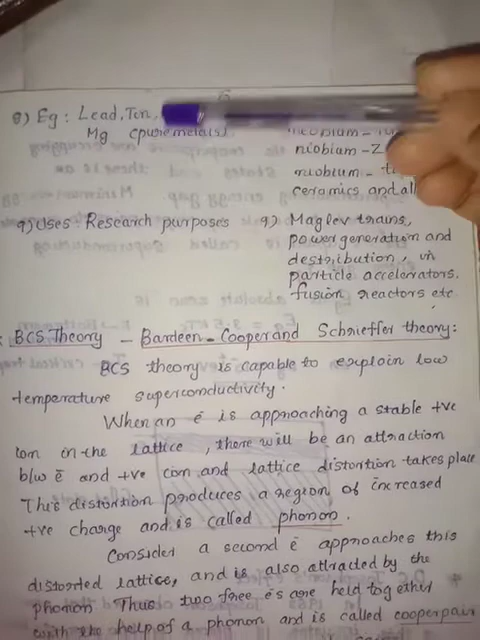 8) Eg: Lead, Tin,
Mg (pure metals)
niobium - Z
niobium - t
ceramics and all
9) Uses: Research purposes
9) Maglev trains,
power generation and
destribution, in
particle accelerators.
fusion reactors etc
BCS Theory - Bardeen-Cooper and Schrieffer theory:
BCS theory is capable to explain low
temperature superconductivity.
When an ē is approaching a stable +ve
ion in the lattice, there will be an attraction
b/w ē and +ve ion and lattice distortion takes place
This distortion produces a region of increased
+ve charge and is called phonon.
Consider a second ē approaches this
distorted lattice, and is also attracted by the
phonon Thus two free ēs are held together
with the help of a phonon and is called cooper pair